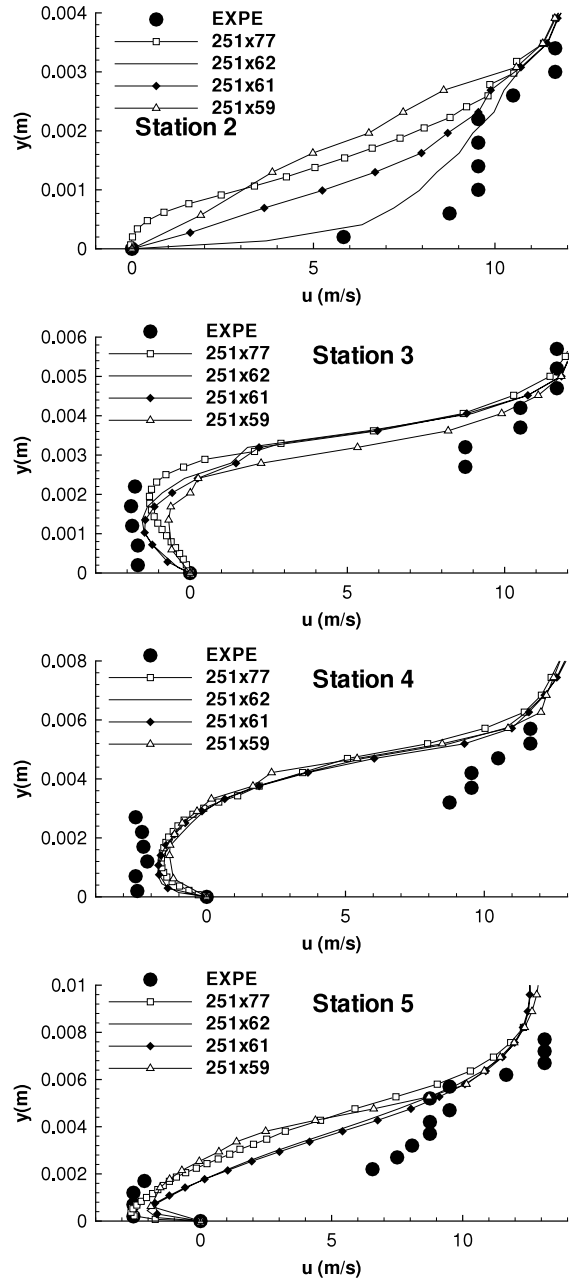 0.004
EXPE
251x77
0.003
251x62
251x61
251x59
0.002
Station 2
y(m)
0.001
0
0 5 10
u (m/s)
0.006
EXPE
251x77
Station 3
0.005
251x62
251x61
0.004
251x59
0.003
y(m)
0.002
0.001
0
0 5 10
u (m/s)
0.008
EXPE
251x77
Station 4
251x62
0.006
251x61
251x59
0.004
y(m)
0.002
0
0 5 10
u (m/s)
0.01
EXPE
251x77
Station 5
251x62
0.008
251x61
251x59
0.006
y(m)
0.004
0.002
0
0 5 10
u (m/s)